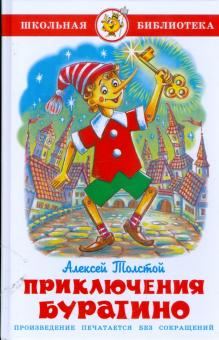 ШКОЛЬНАЯ БИБЛИОТЕКА
Алексей Толстой
ПРИКЛЮЧЕНИЯ
БУРАТИНО
ПРОИЗВЕДЕНИЕ ПЕЧАТАЕТСЯ БЕЗ СОКРАЩЕНИЙ